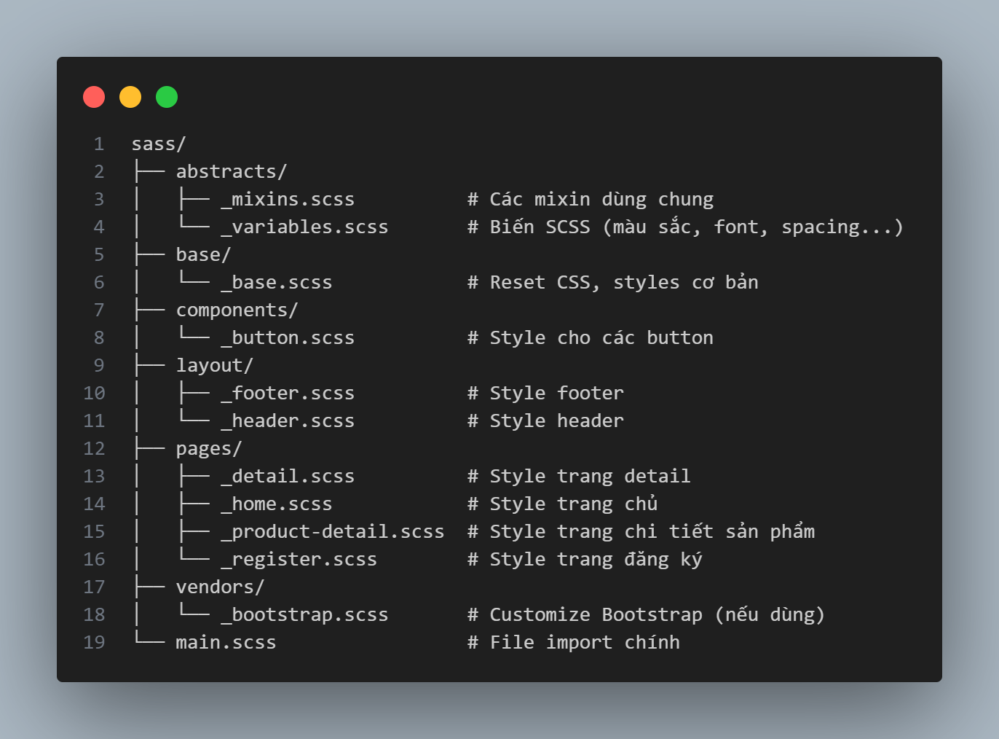 1 sass/
2 ├── abstracts/
3 │   ├── _mixins.scss          # Các mixin dùng chung
4 │   └── _variables.scss       # Biến SCSS (màu sắc, font, spacing...)
5 ├── base/
6 │   └── _base.scss            # Reset CSS, styles cơ bản
7 ├── components/
8 │   └── _button.scss          # Style cho các button
9 ├── layout/
10 │   ├── _footer.scss          # Style footer
11 │   └── _header.scss          # Style header
12 ├── pages/
13 │   ├── _detail.scss          # Style trang detail
14 │   ├── _home.scss            # Style trang chủ
15 │   ├── _product-detail.scss  # Style trang chi tiết sản phẩm
16 │   └── _register.scss        # Style trang đăng ký
17 ├── vendors/
18 │   └── _bootstrap.scss       # Customize Bootstrap (nếu dùng)
19 └── main.scss                 # File import chính